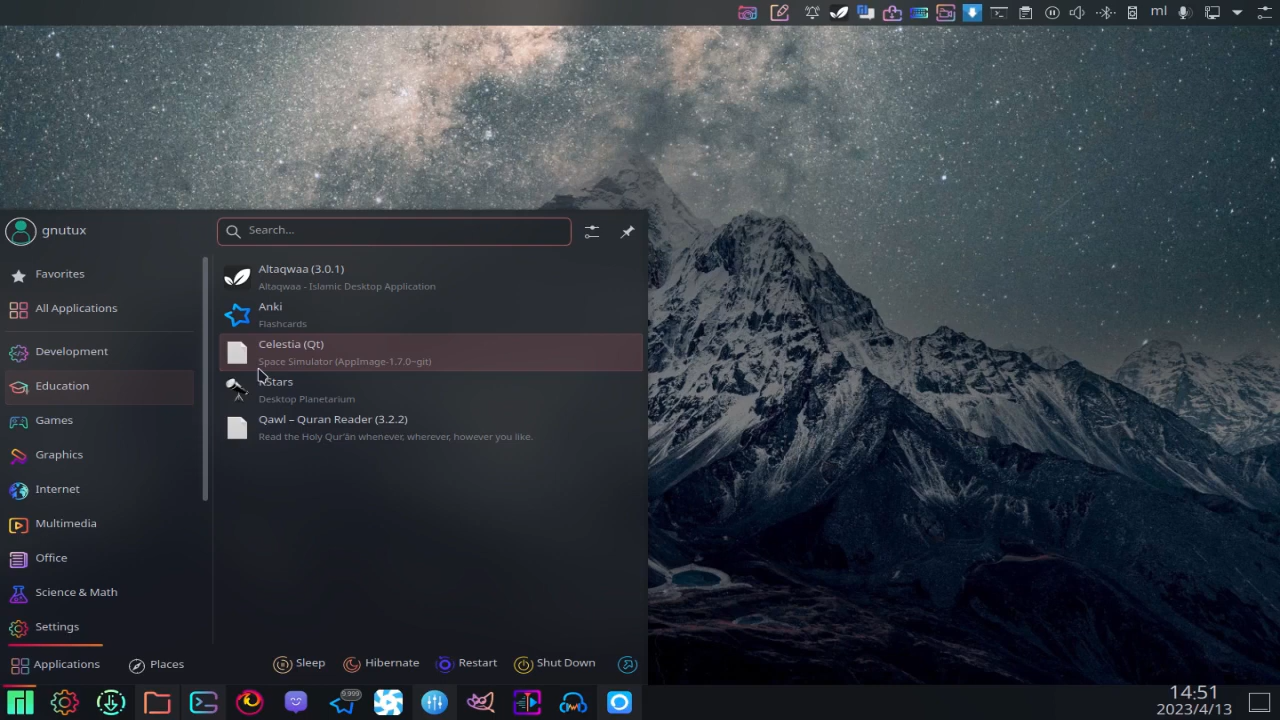 ml
gnutux
Search...
Favorites
All Applications
Development
Education
Games
Graphics
Internet
Multimedia
Office
Science & Math
Settings
Altaqwaa (3.0.1)
Altaqwaa - Islamic Desktop Application
Anki
Flashcards
Celestia (Qt)
Space Simulator (AppImage-1.7.0~git)
KStars
Desktop Planetarium
Qawl – Quran Reader (3.2.2)
Read the Holy Qur'ān whenever, wherever, however you like.
Applications
Places
Sleep
Hibernate
Restart
Shut Down
9,999
14:51
2023/4/13